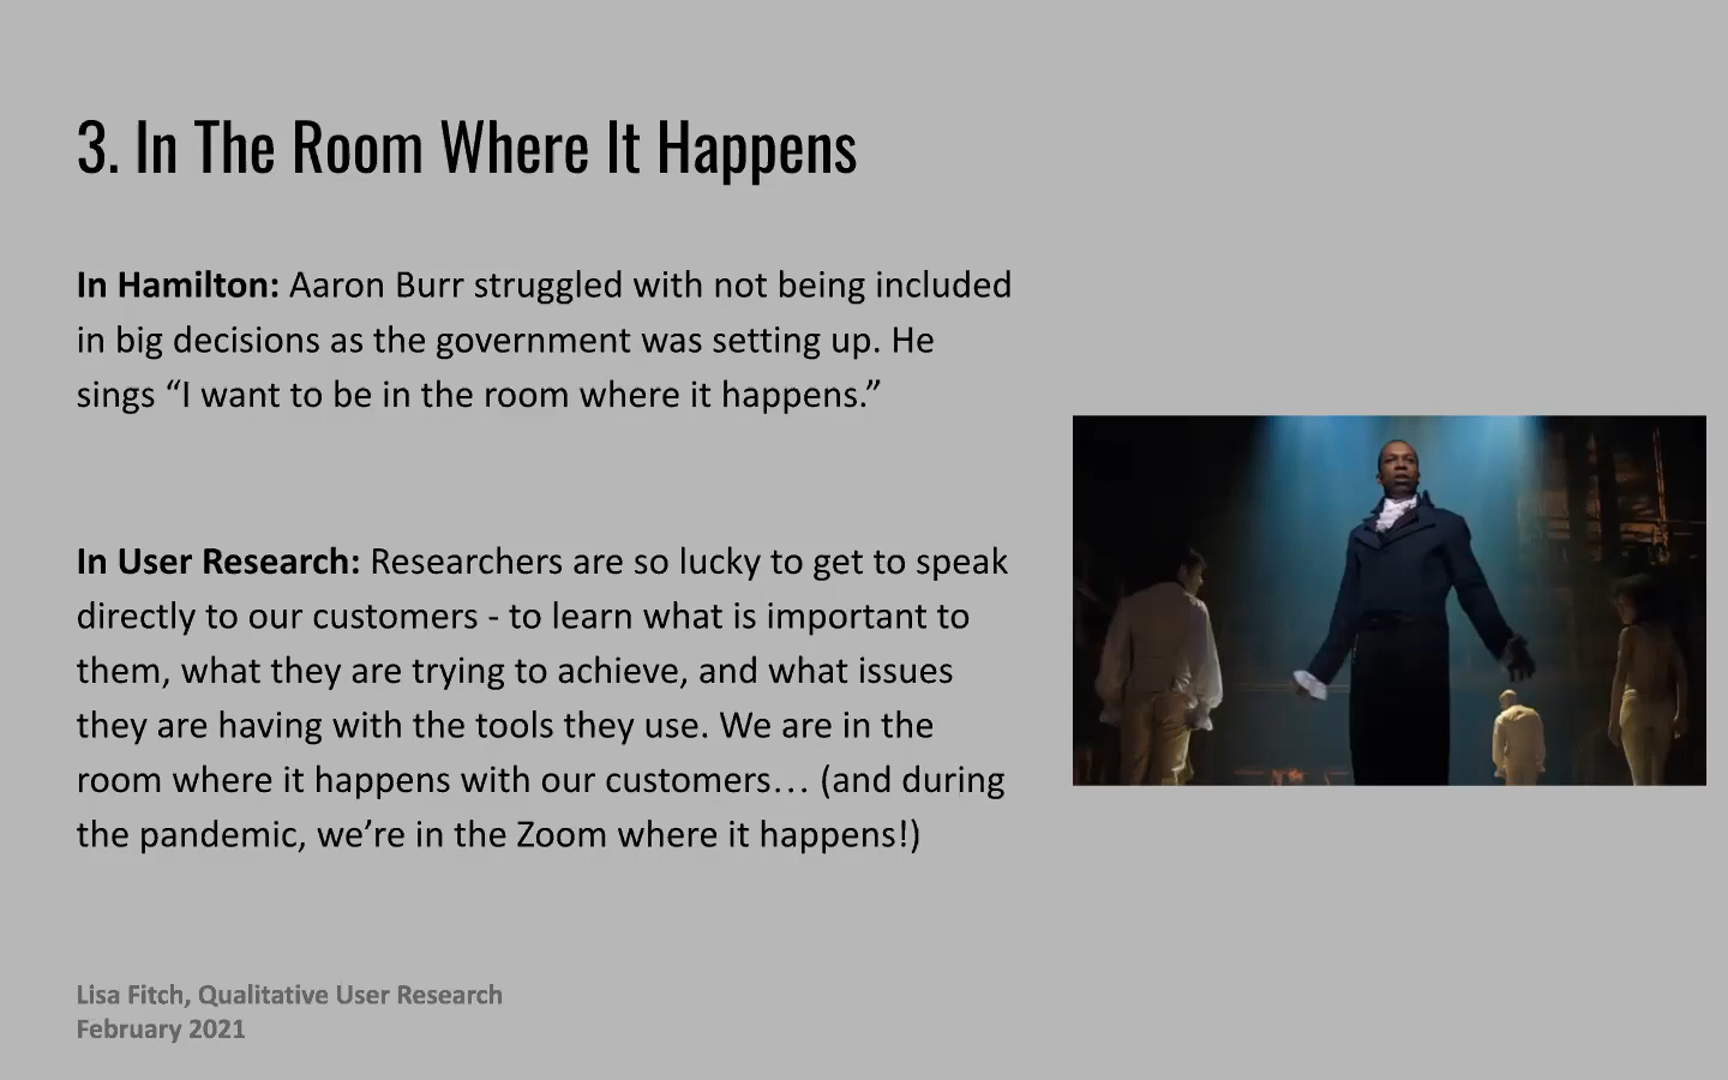 3. In The Room Where It Happens
In Hamilton: Aaron Burr struggled with not being included
in big decisions as the government was setting up. He
sings “I want to be in the room where it happens.”
In User Research: Researchers are so lucky to get to speak
directly to our customers - to learn what is important to
them, what they are trying to achieve, and what issues
they are having with the tools they use. We are in the
room where it happens with our customers… (and during
the pandemic, we’re in the Zoom where it happens!)
Lisa Fitch, Qualitative User Research
February 2021